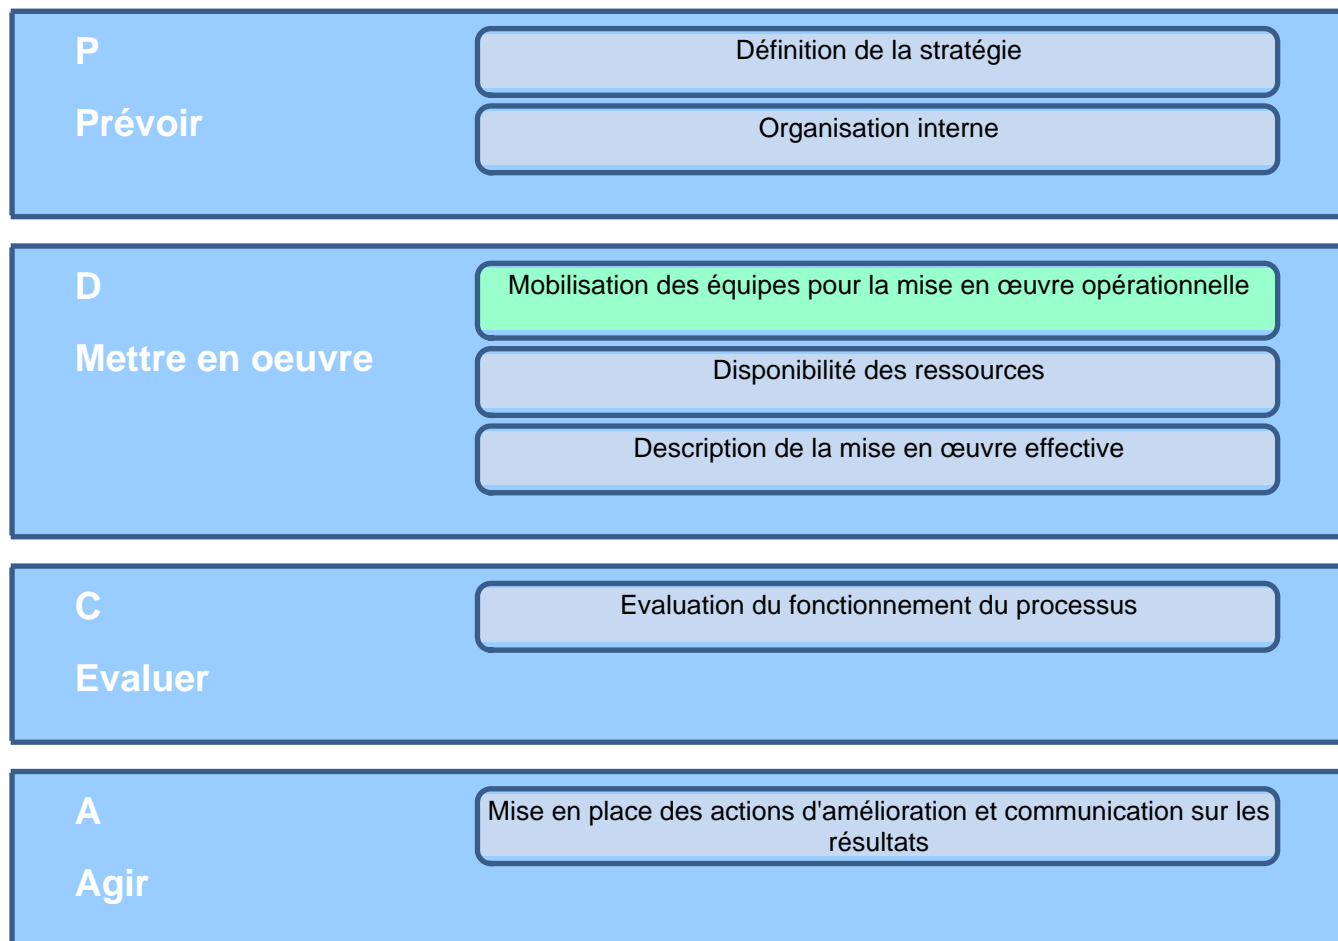 P
Prévoir
Définition de la stratégie
Organisation interne
D
Mettre en oeuvre
Mobilisation des équipes pour la mise en œuvre opérationnelle
Disponibilité des ressources
Description de la mise en œuvre effective
C
Evaluer
Evaluation du fonctionnement du processus
A
Agir
Mise en place des actions d'amélioration et communication sur les
résultats